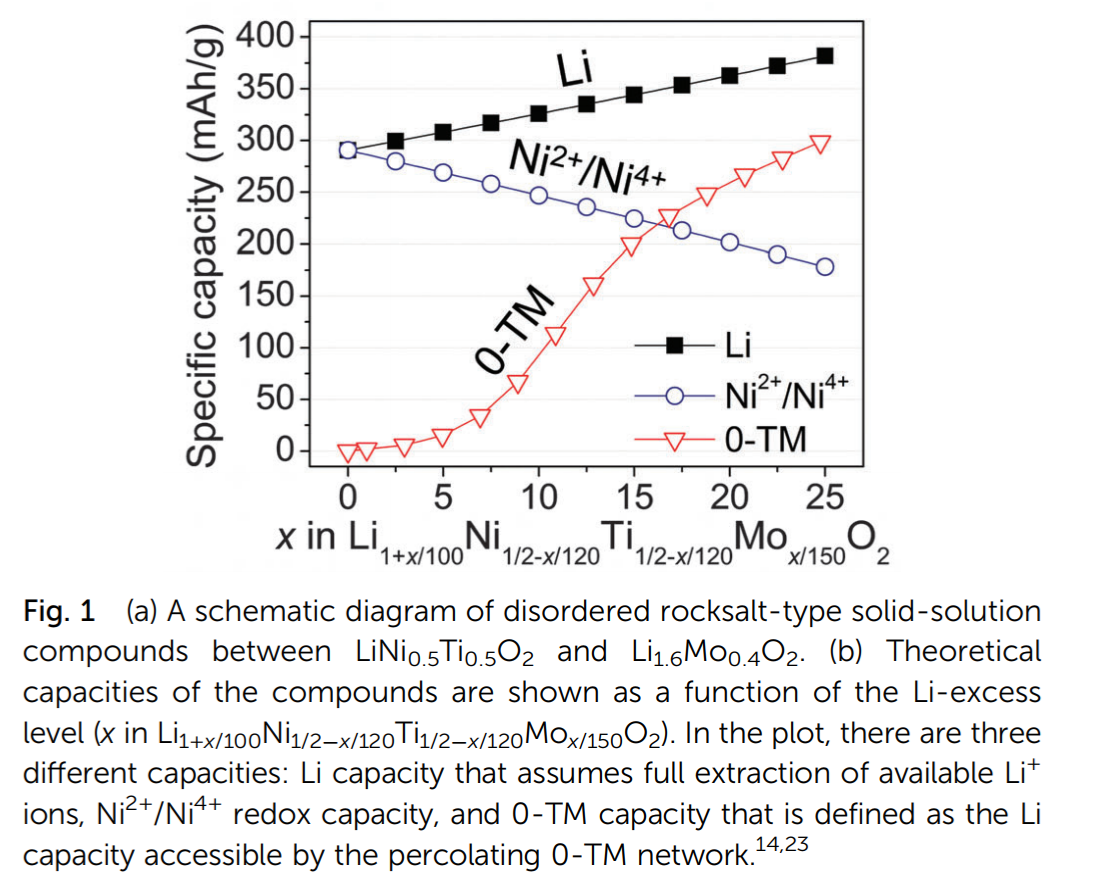 400
350
300
250
200
150
100
50
0
Specific capacity (mAh/g)
Li
Ni²⁺/Ni⁴⁺
0-TM
Li
Ni²⁺/Ni⁴⁺
0-TM
0 5 10 15 20 25
x in Li₁₊ₓ/₁₀₀Ni₁/₂₋ₓ/₁₂₀Ti₁/₂₋ₓ/₁₂₀Moₓ/₁₅₀O₂
Fig. 1 (a) A schematic diagram of disordered rocksalt-type solid-solution
compounds between LiNi₀.₅Ti₀.₅O₂ and Li₁.₆Mo₀.₄O₂. (b) Theoretical
capacities of the compounds are shown as a function of the Li-excess
level (x in Li₁₊ₓ/₁₀₀Ni₁/₂₋ₓ/₁₂₀Ti₁/₂₋ₓ/₁₂₀Moₓ/₁₅₀O₂). In the plot, there are three
different capacities: Li capacity that assumes full extraction of available Li⁺
ions, Ni²⁺/Ni⁴⁺ redox capacity, and 0-TM capacity that is defined as the Li
capacity accessible by the percolating 0-TM network.¹⁴,²³